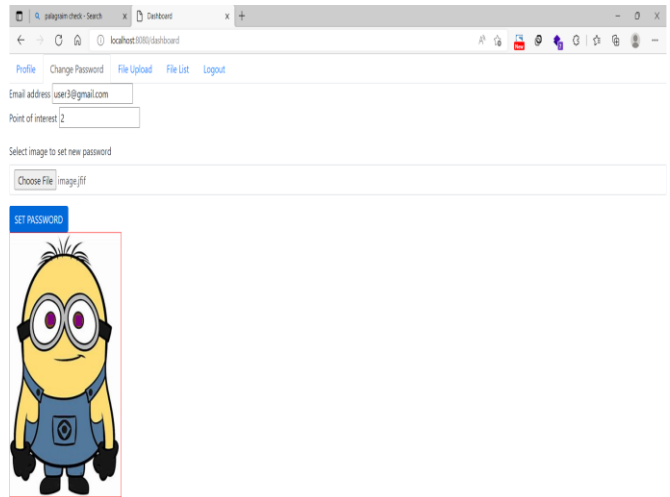 palagraim check - Search
Dashboard
localhost:8080/dashboard
New
Profile Change Password File Upload File List Logout
Email address user3@gmail.com
Point of interest 2
Select image to set new password
Choose File image.jfif
SET PASSWORD